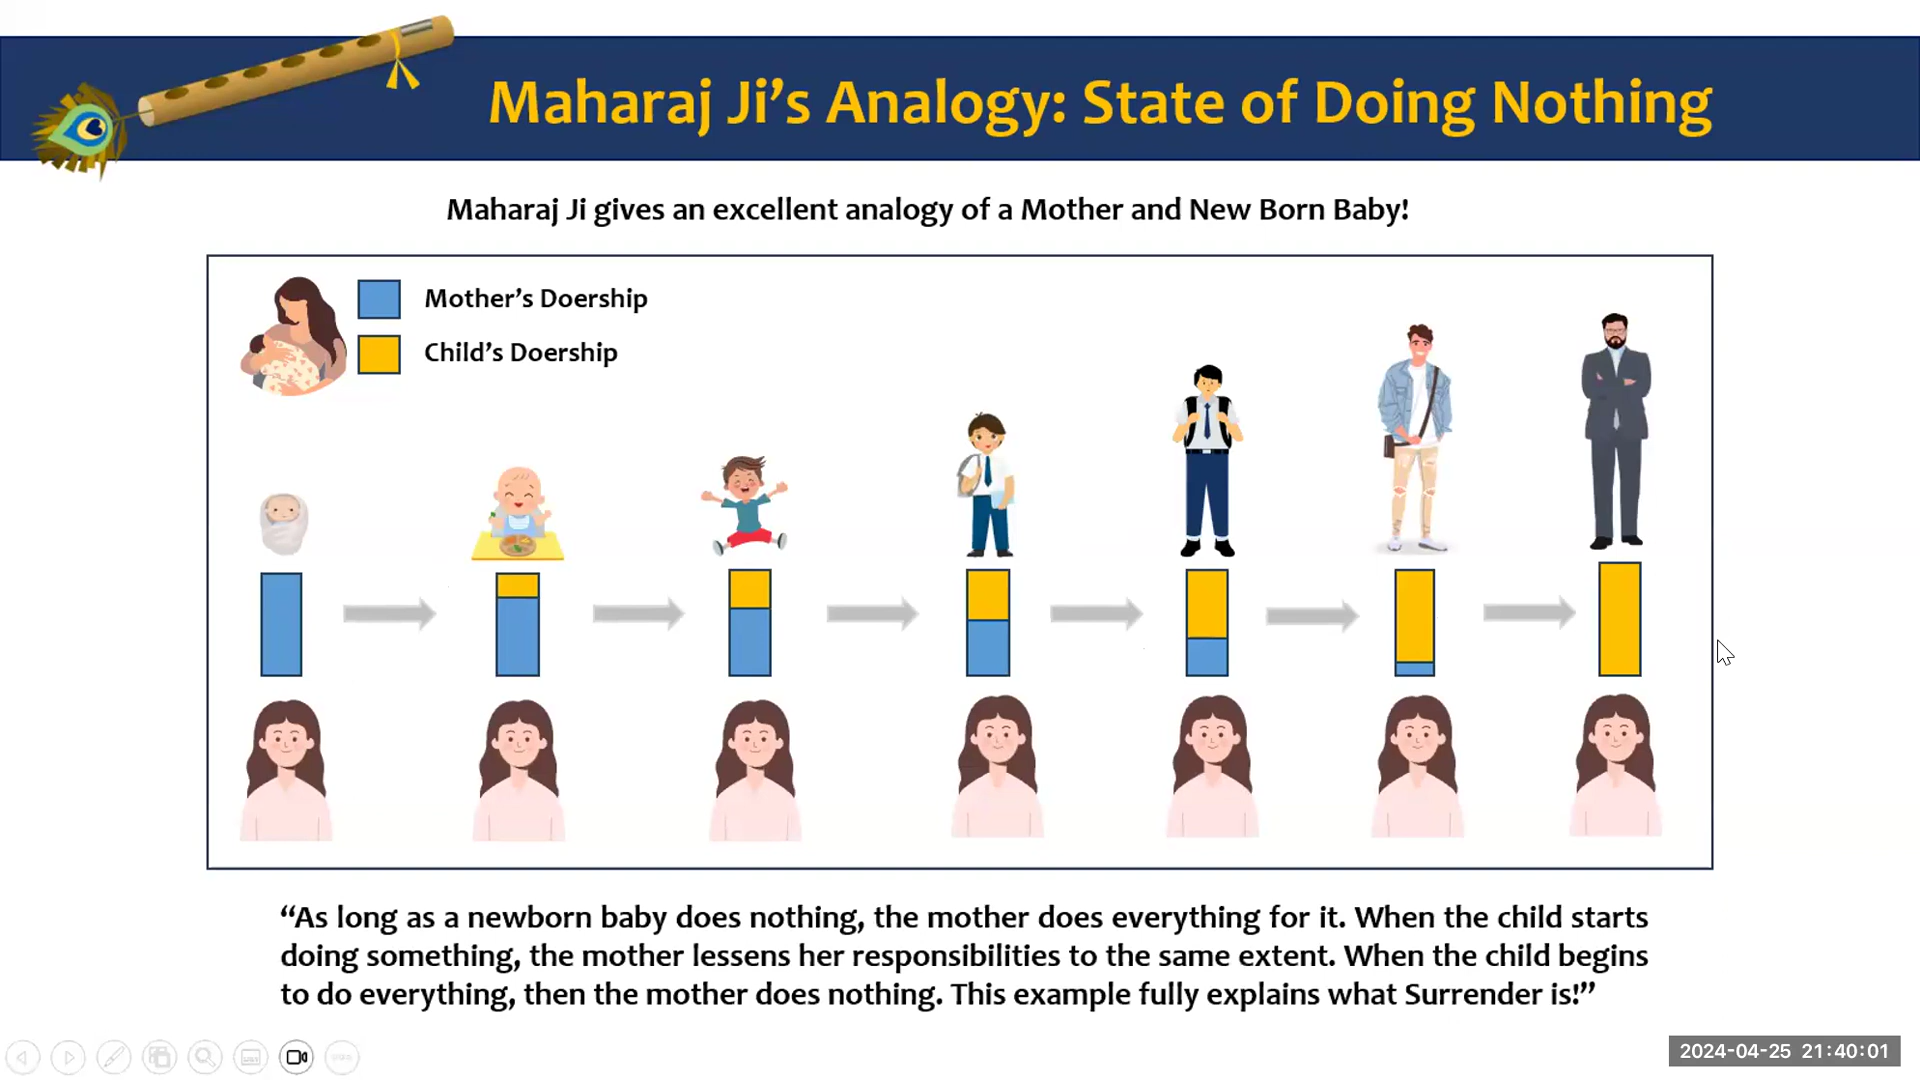 Maharaj Ji’s Analogy: State of Doing Nothing
Maharaj Ji gives an excellent analogy of a Mother and New Born Baby!
Mother’s Doership
Child’s Doership
“As long as a newborn baby does nothing, the mother does everything for it. When the child starts
doing something, the mother lessens her responsibilities to the same extent. When the child begins
to do everything, then the mother does nothing. This example fully explains what Surrender is!”
2024-04-25 21:40:01